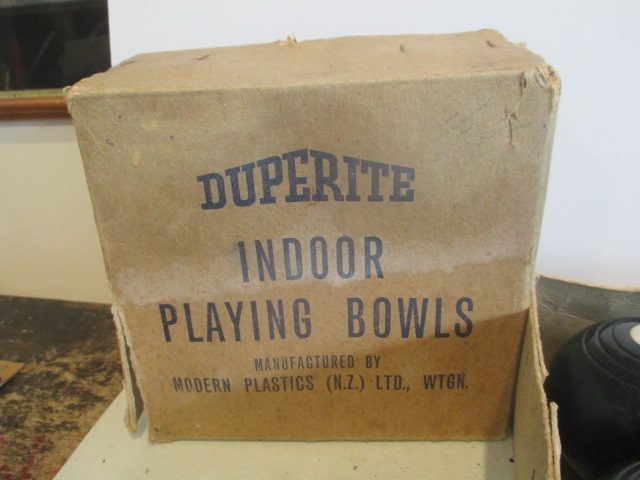 DUPERITE
INDOOR
PLAYING BOWLS
MANUFACTURED BY
MODERN PLASTICS (N.Z.) LTD., WTGN.